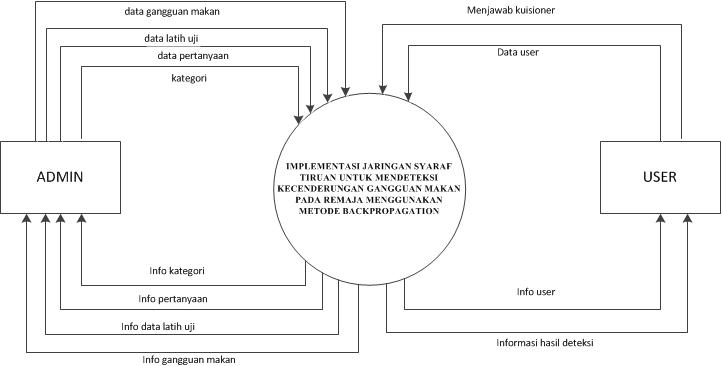 data gangguan makan
Menjawab kuisioner
data latih uji
Data user
data pertanyaan
kategori
IMPLEMENTASI JARINGAN SYARAF
TIRUAN UNTUK MENDETEKSI
KECENDERUNGAN GANGGUAN MAKAN
PADA REMAJA MENGGUNAKAN
METODE BACKPROPAGATION
ADMIN
USER
Info kategori
Info pertanyaan
Info user
Info data latih uji
Informasi hasil deteksi
Info gangguan makan